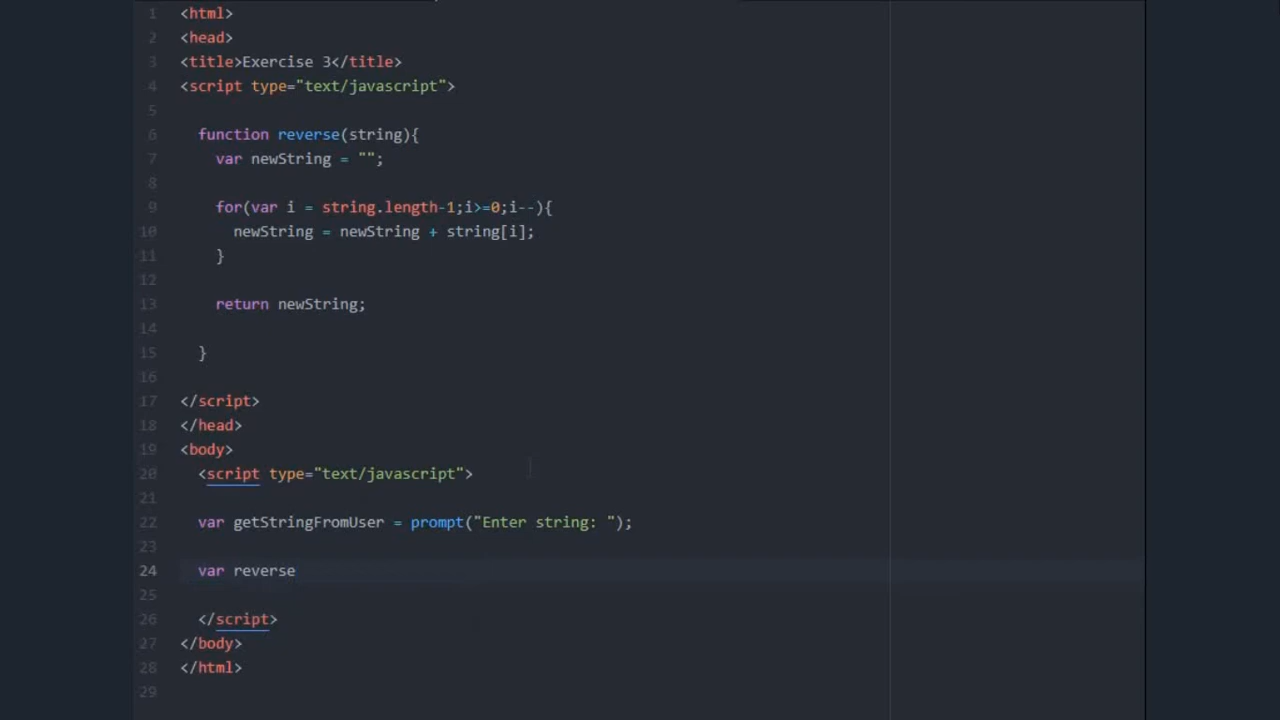 1 <html>
2 <head>
3 <title>Exercise 3</title>
4 <script type="text/javascript">
5
6 function reverse(string){
7 var newString = "";
8
9 for(var i = string.length-1;i>=0;i--){
10 newString = newString + string[i];
11 }
12
13 return newString;
14
15 }
16
17 </script>
18 </head>
19 <body>
20 <script type="text/javascript">
21
22 var getStringFromUser = prompt("Enter string: ");
23
24 var reverse
25
26 </script>
27 </body>
28 </html>
29